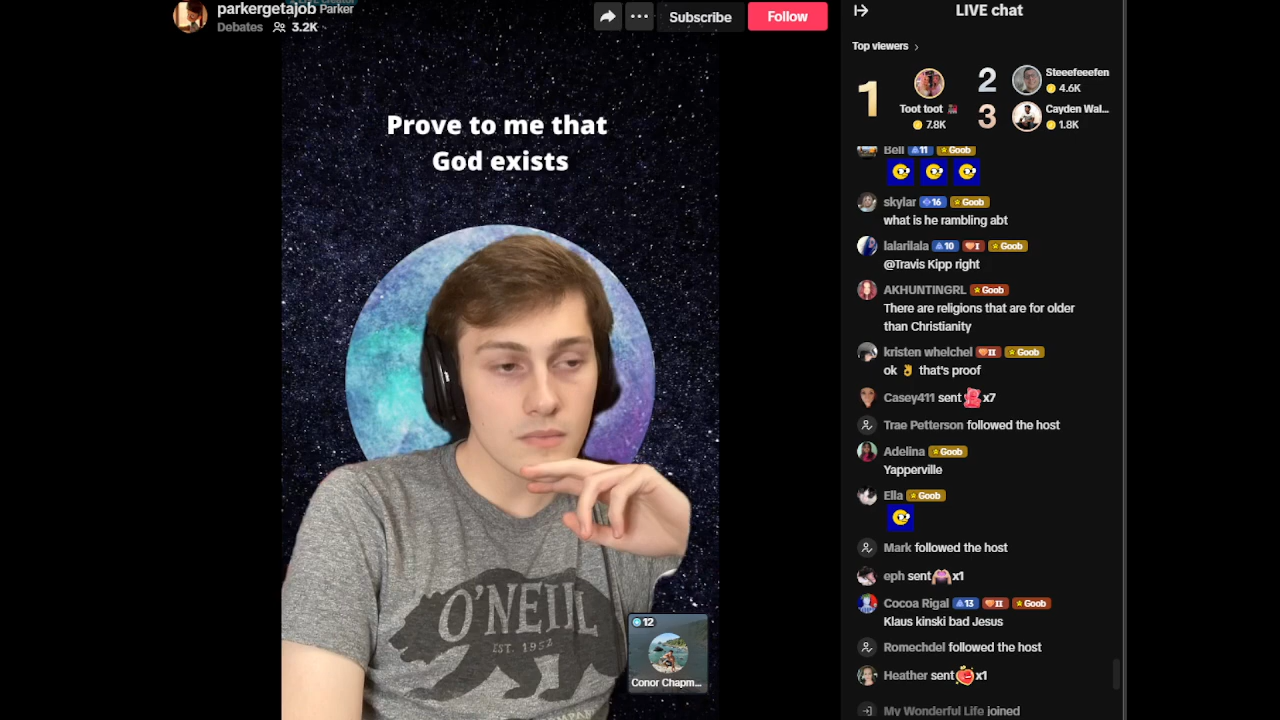 parkergetajob Parker
Debates 3.2K
Subscribe
Follow
Prove to me that
God exists
O'NEILL
EST. 1952
12
Conor Chapm...
LIVE chat
Top viewers
1
Toot toot
7.8K
2
Steeefeeefen
4.6K
3
Cayden Wal...
1.8K
Bell 11 Goob
skylar 16 Goob
what is he rambling abt
lalarilala 10 I Goob
@Travis Kipp right
AKHUNTINGRL Goob
There are religions that are for older
than Christianity
kristen whelchel II Goob
ok 👌 that's proof
Casey411 sent x7
Trae Petterson followed the host
Adelina Goob
Yapperville
Ella Goob
Mark followed the host
eph sent x1
Cocoa Rigal 13 II Goob
Klaus kinski bad Jesus
Romechdel followed the host
Heather sent x1
My Wonderful Life joined